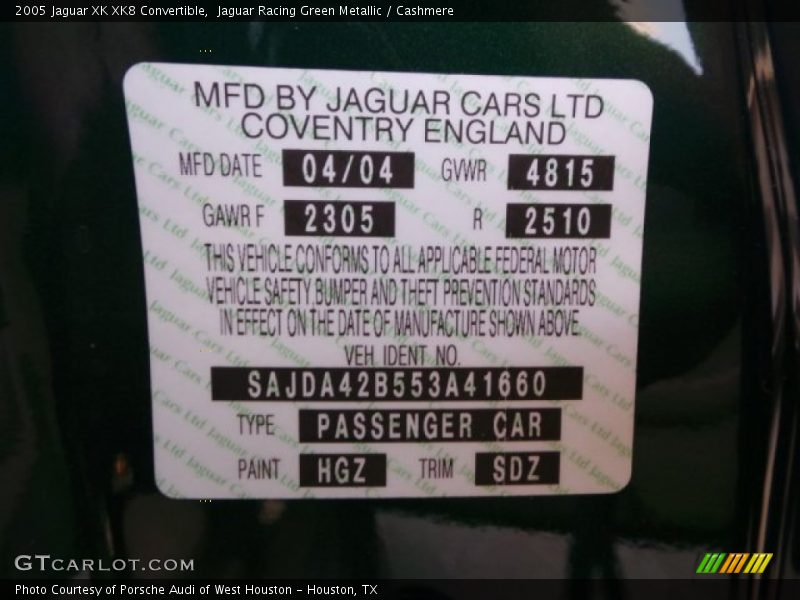 2005 Jaguar XK XK8 Convertible,  Jaguar Racing Green Metallic / Cashmere
MFD BY JAGUAR CARS LTD
COVENTRY ENGLAND
MFD DATE 04/04 GVWR 4815
GAWR F 2305 R 2510
THIS VEHICLE CONFORMS TO ALL APPLICABLE FEDERAL MOTOR
VEHICLE SAFETY, BUMPER AND THEFT PREVENTION STANDARDS
IN EFFECT ON THE DATE OF MANUFACTURE SHOWN ABOVE.
VEH. IDENT. NO.
SAJDA42B553A41660
TYPE PASSENGER CAR
PAINT HGZ TRIM SDZ
GTCARLOT.COM
Photo Courtesy of Porsche Audi of West Houston - Houston, TX